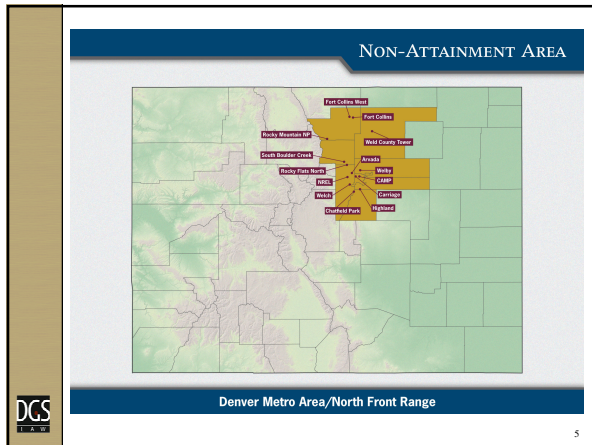 NON-ATTAINMENT AREA
Fort Collins West
Fort Collins
Rocky Mountain NP
Weld County Tower
South Boulder Creek
Arvada
Rocky Flats North
Welby
NREL
CAMP
Welch
Carriage
Chatfield Park
Highland
Denver Metro Area/North Front Range
DGS
LAW
5